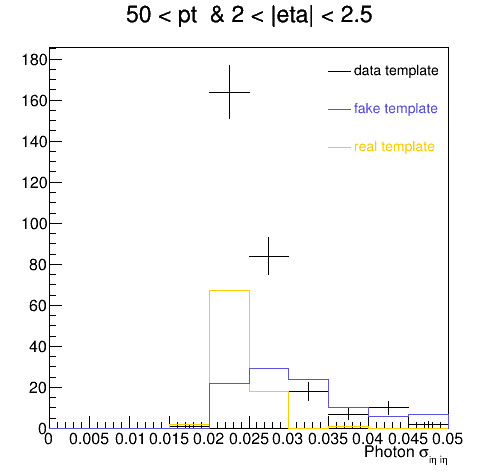 50 < pt & 2 < |eta| < 2.5
180
160
140
120
100
80
60
40
20
0
data template
fake template
real template
0 0.005 0.01 0.015 0.02 0.025 0.03 0.035 0.04 0.045 0.05
Photon σiη iη